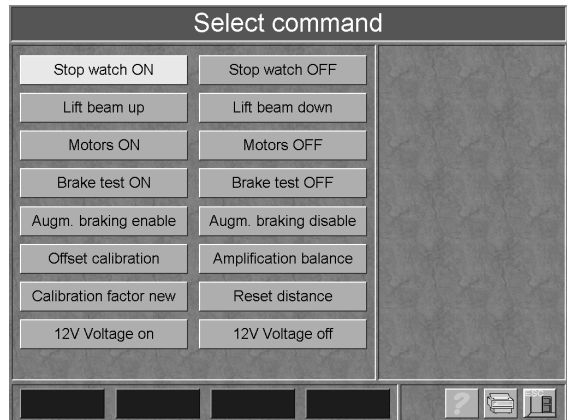 Select command
Stop watch ON
Stop watch OFF
Lift beam up
Lift beam down
Motors ON
Motors OFF
Brake test ON
Brake test OFF
Augm. braking enable
Augm. braking disable
Offset calibration
Amplification balance
Calibration factor new
Reset distance
12V Voltage on
12V Voltage off
?
ESC